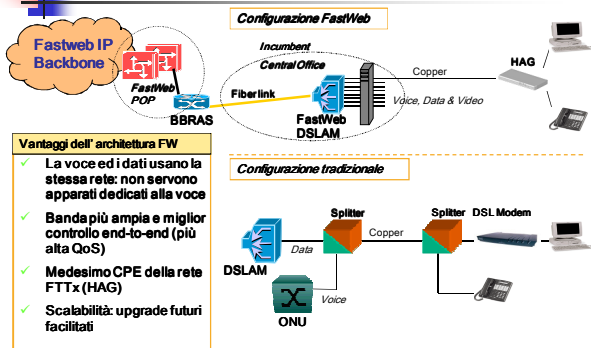 Configurazione FastWeb
Fastweb IP
Backbone
Incumbent
Central Office
FastWeb
POP
BBRAS
Fiber link
FastWeb
DSLAM
Copper
Voice, Data & Video
HAG
Vantaggi dell' architettura FW
La voce ed i dati usano la
stessa rete: non servono
apparati dedicati alla voce
Banda più ampia e miglior
controllo end-to-end (più
alta QoS)
Medesimo CPE della rete
FTTx (HAG)
Scalabilità: upgrade futuri
facilitati
Configurazione tradizionale
Splitter
Splitter
DSL Modem
Copper
Data
DSLAM
Voice
ONU